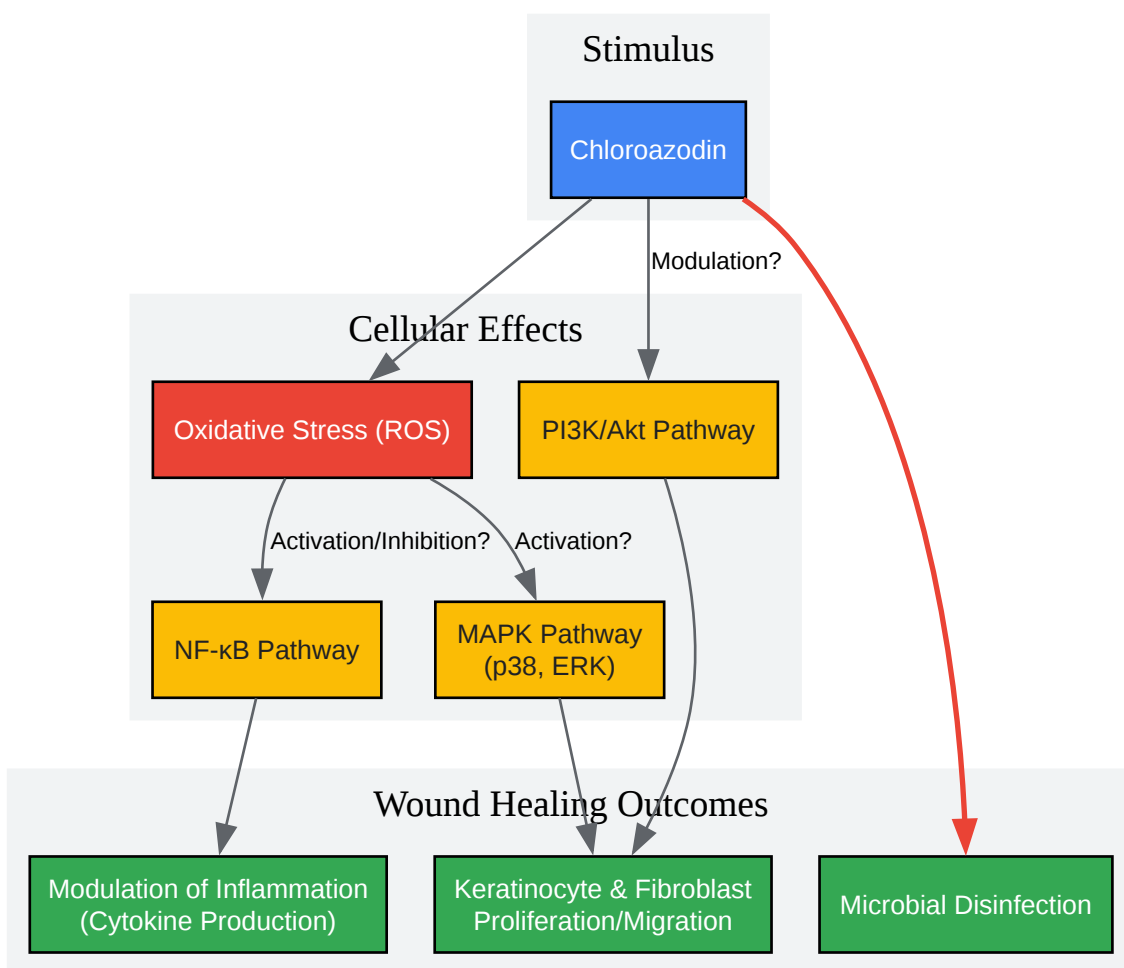 Stimulus
Chloroazodin
Modulation?
Cellular Effects
Oxidative Stress (ROS)
PI3K/Akt Pathway
Activation/Inhibition?
Activation?
NF-κB Pathway
MAPK Pathway
(p38, ERK)
Wound Healing Outcomes
Modulation of Inflammation
(Cytokine Production)
Keratinocyte & Fibroblast
Proliferation/Migration
Microbial Disinfection